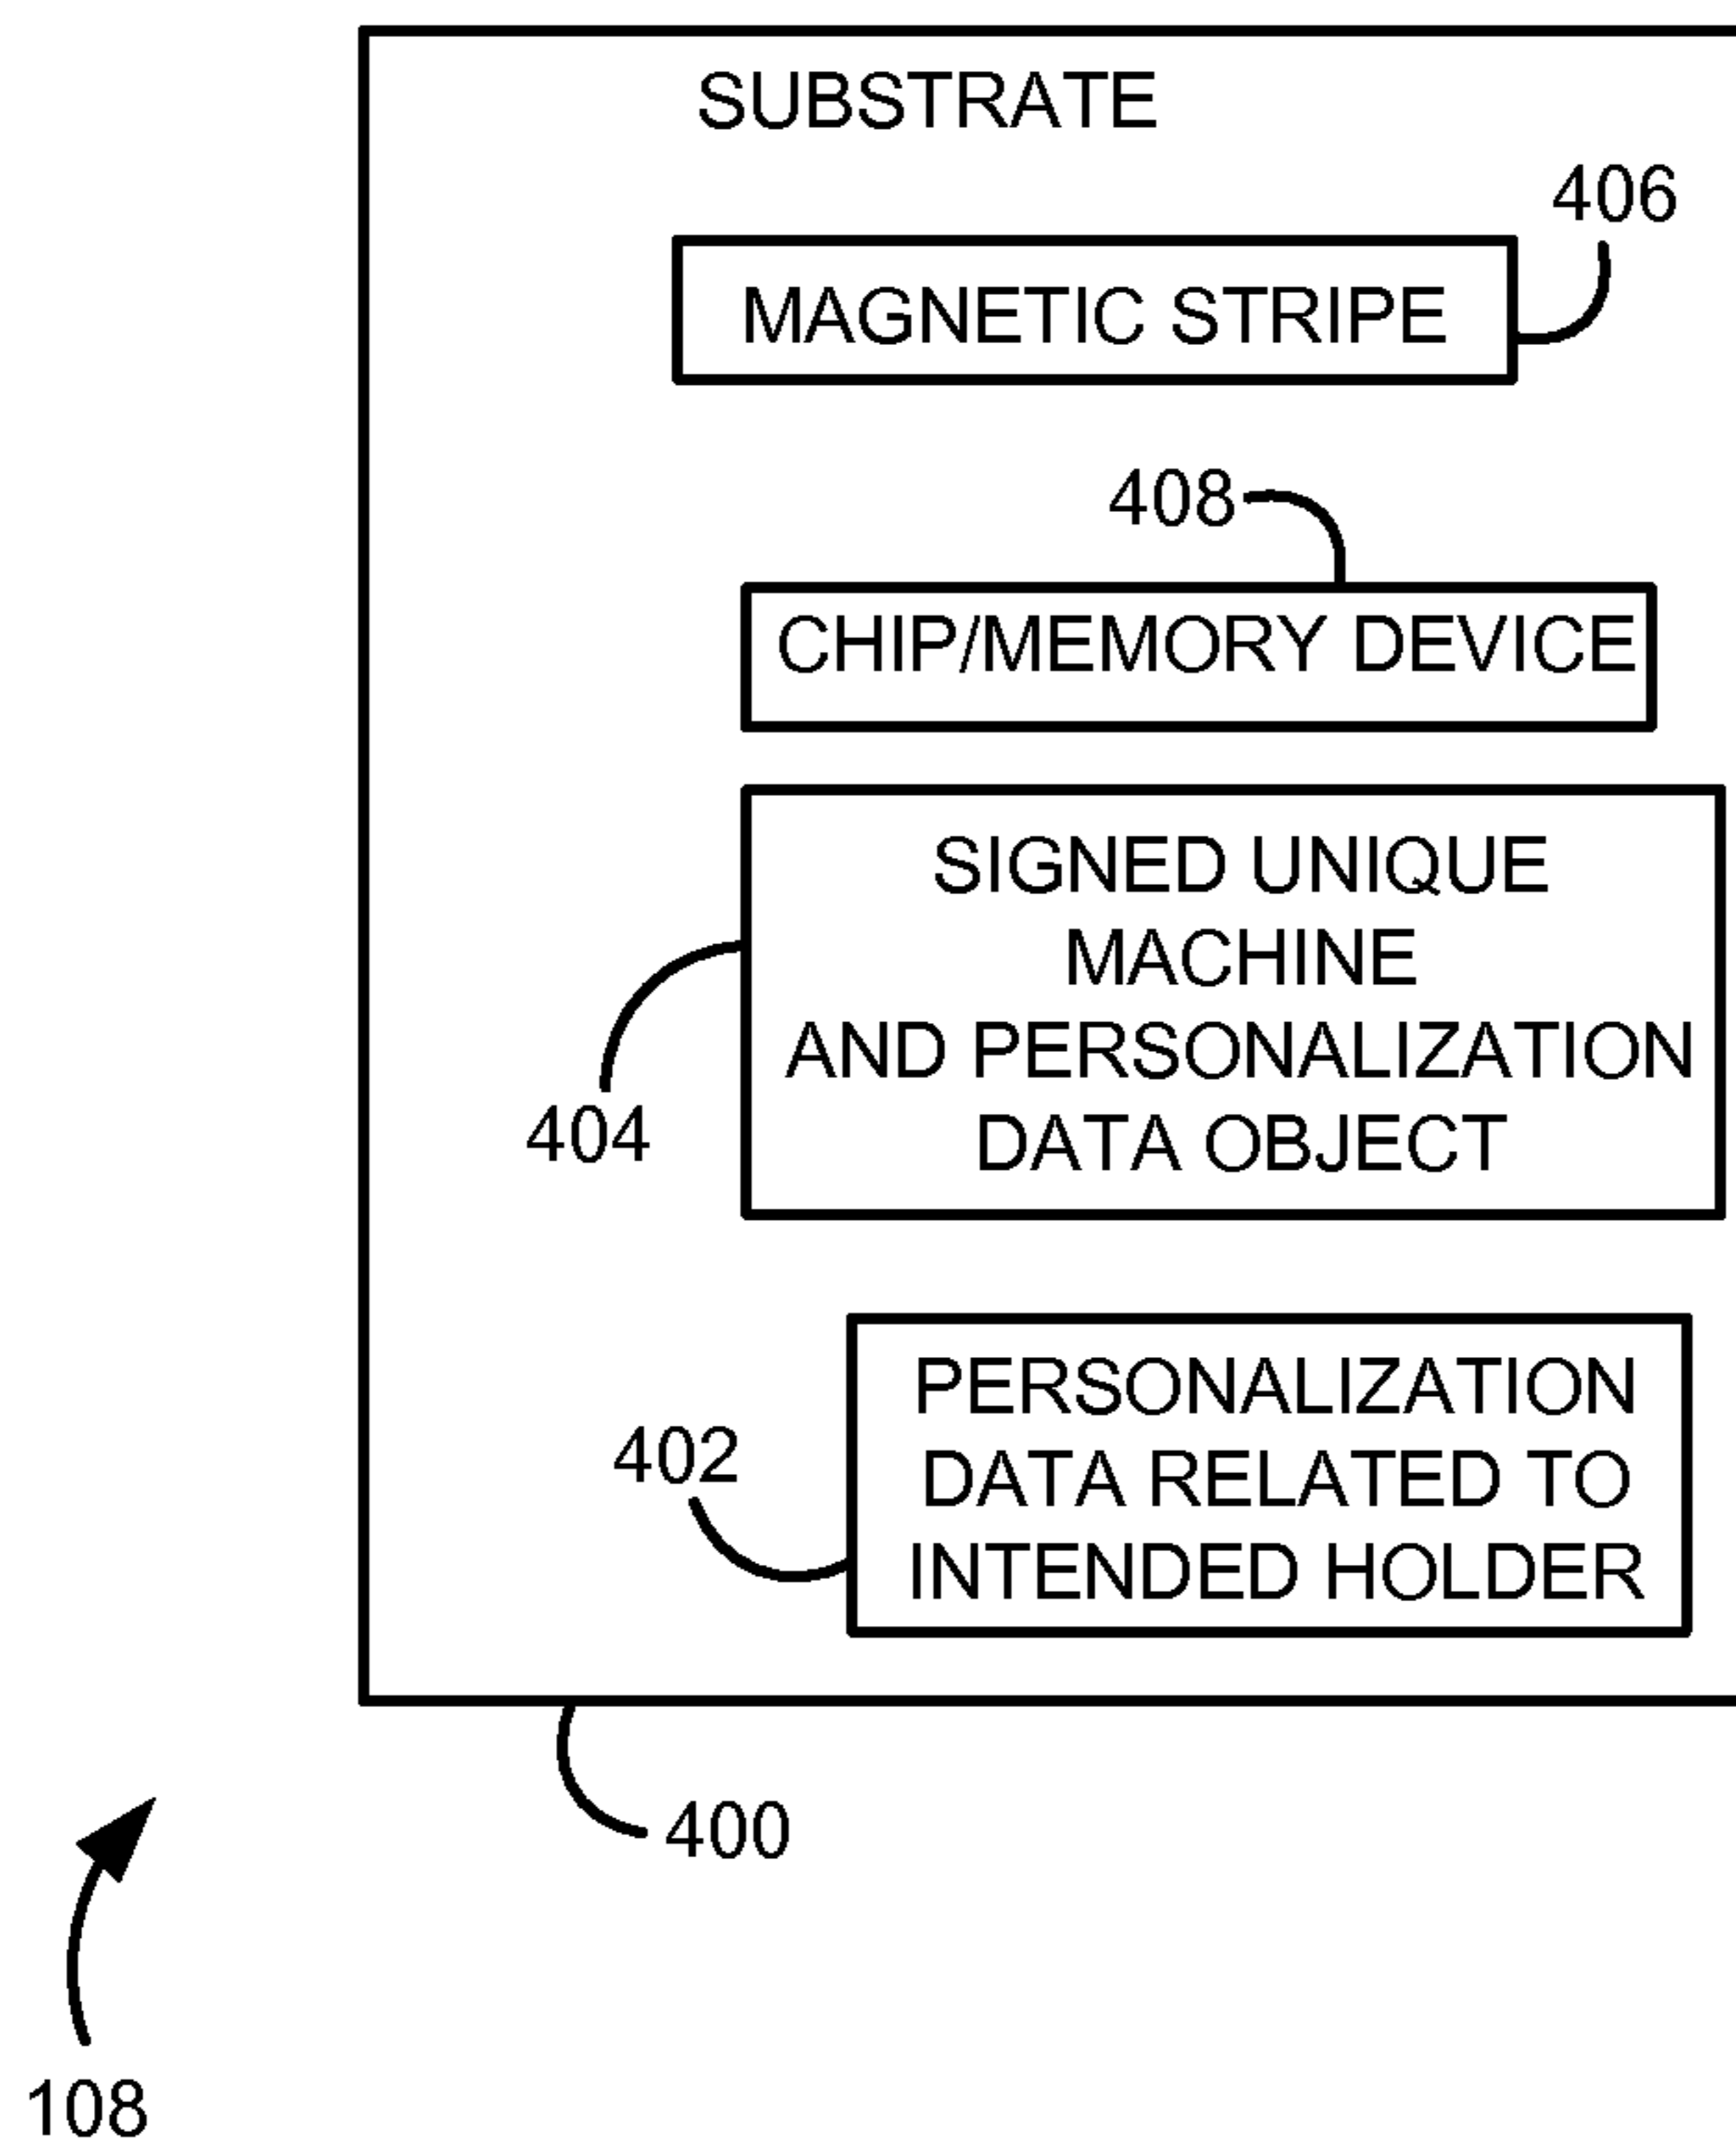 SUBSTRATE
406
MAGNETIC STRIPE
408
CHIP/MEMORY DEVICE
SIGNED UNIQUE
MACHINE
AND PERSONALIZATION
DATA OBJECT
404
PERSONALIZATION
DATA RELATED TO
INTENDED HOLDER
402
400
108